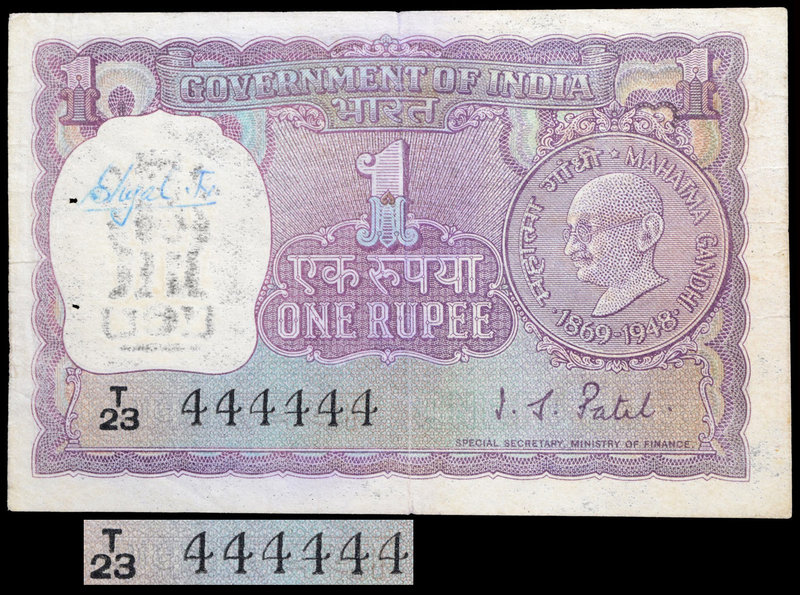 1 1
GOVERNMENT OF INDIA
भारत
1
महात्मा गांधी ★ MAHATMA GANDHI
एक रुपया
ONE RUPEE
· 1869-1948 ·
T
23 444444
I. G. Patel.
SPECIAL SECRETARY, MINISTRY OF FINANCE
T
23 444444